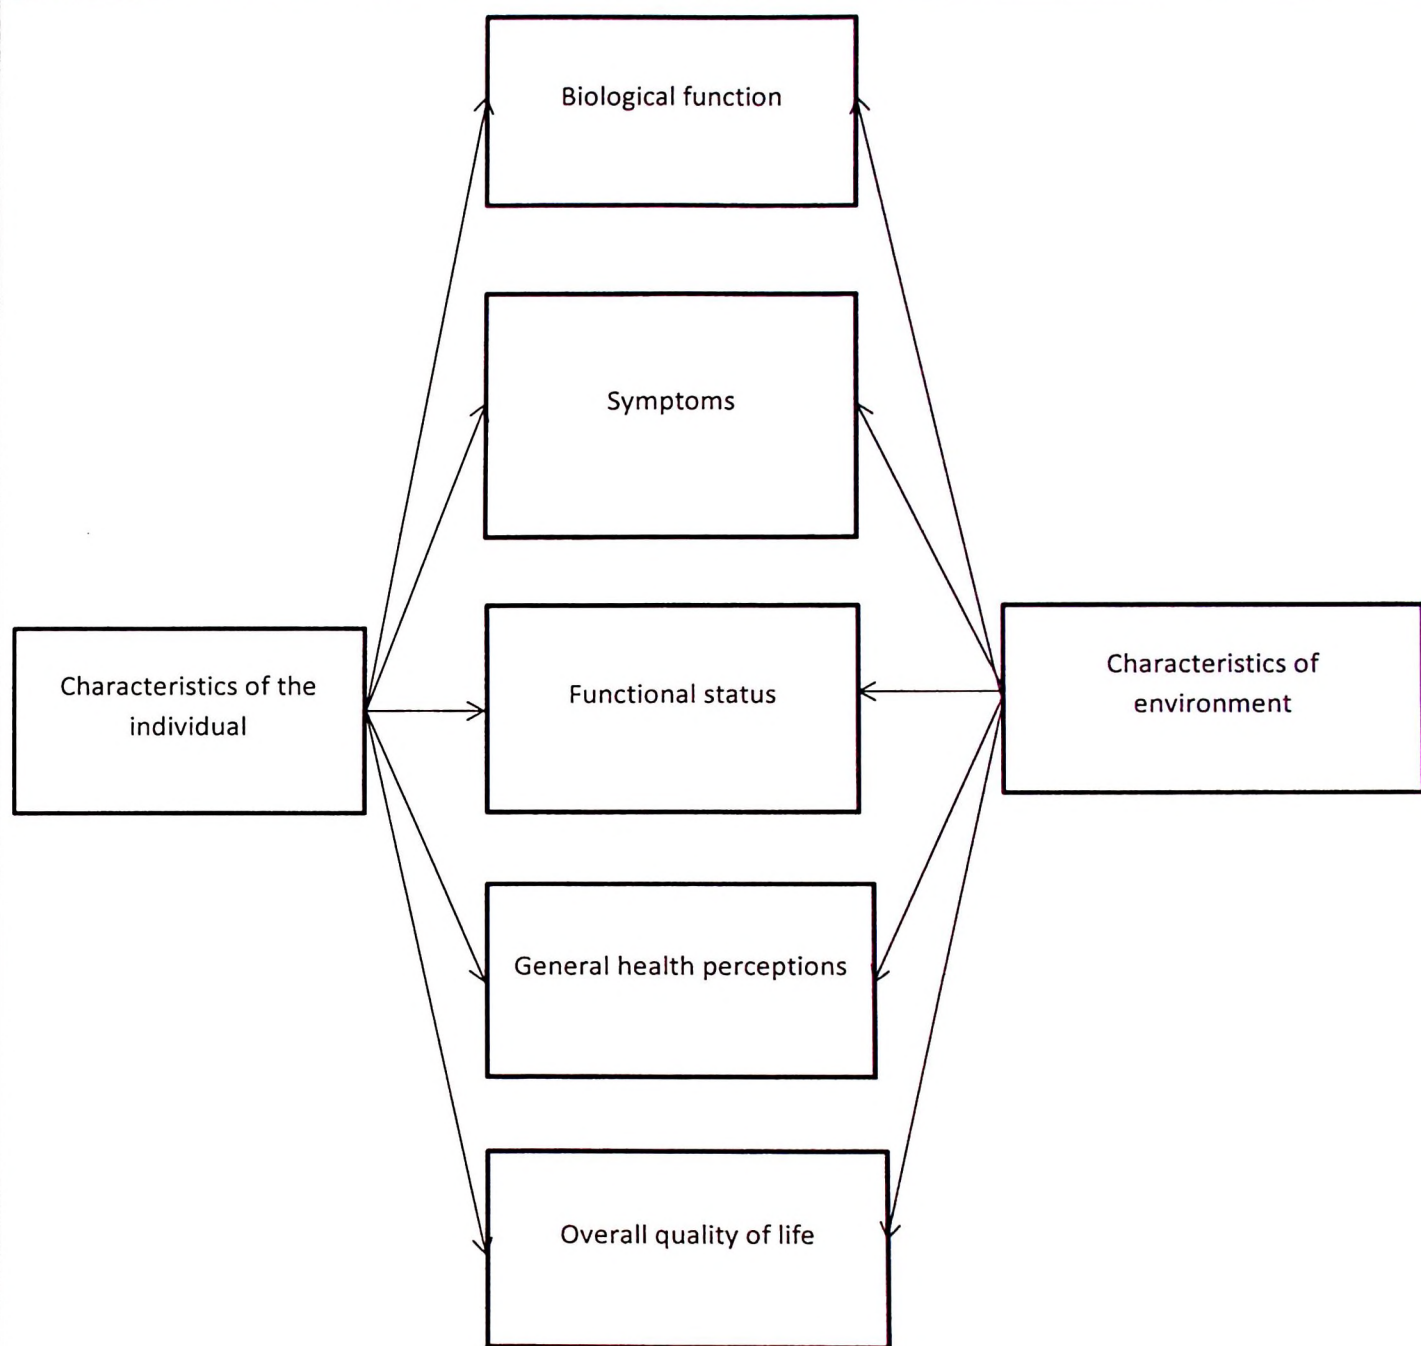 Biological function
Symptoms
Characteristics of the
individual
Functional status
Characteristics of
environment
General health perceptions
Overall quality of life